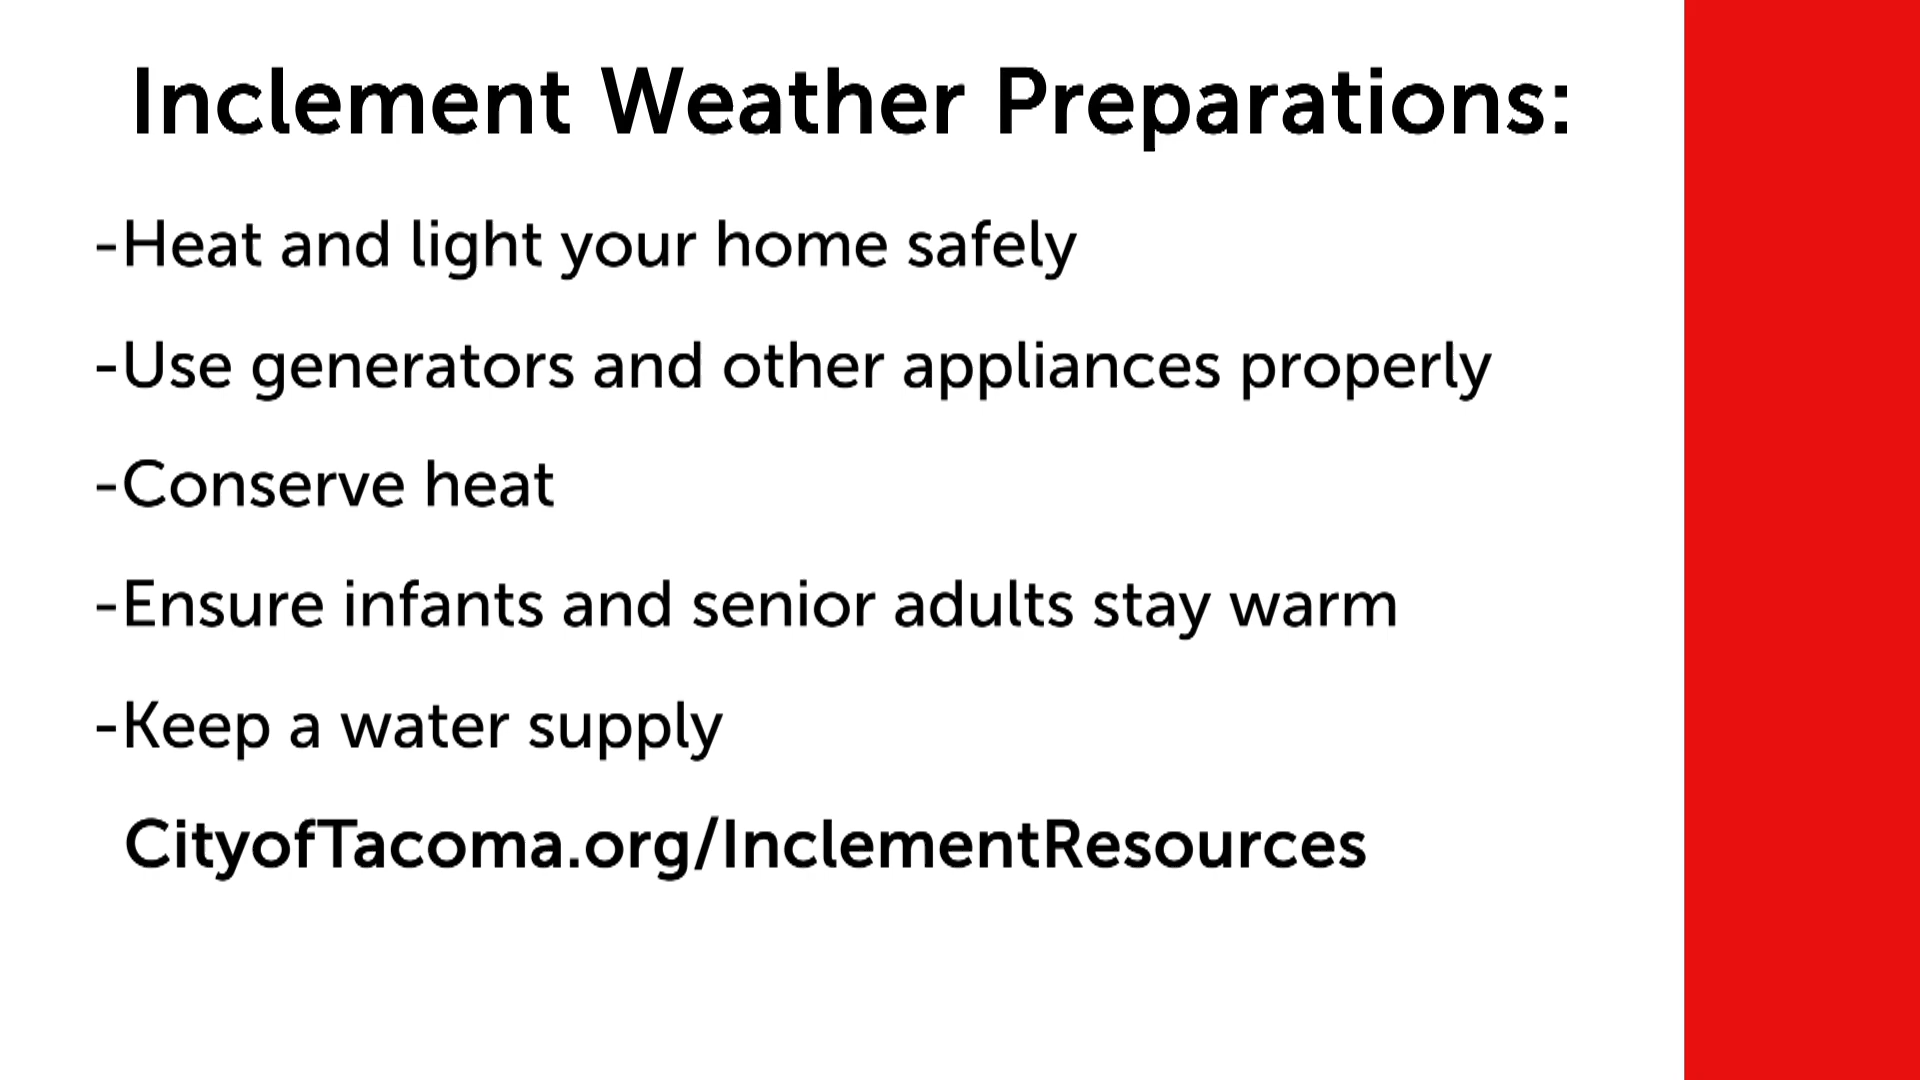 Inclement Weather Preparations:
-Heat and light your home safely
-Use generators and other appliances properly
-Conserve heat
-Ensure infants and senior adults stay warm
-Keep a water supply
CityofTacoma.org/InclementResources